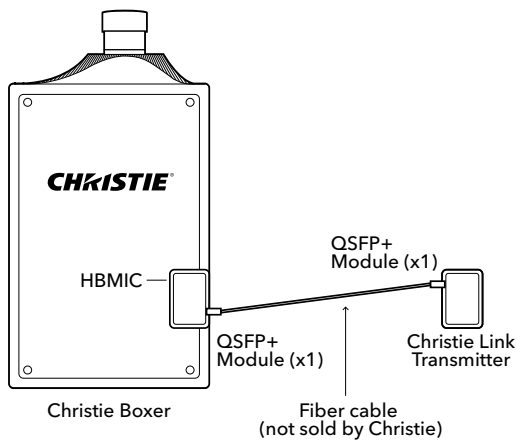 CHRISTIE®
QSFP+
Module (x1)
HBMIC
QSFP+
Module (x1)
Christie Link
Transmitter
Christie Boxer
Fiber cable
(not sold by Christie)